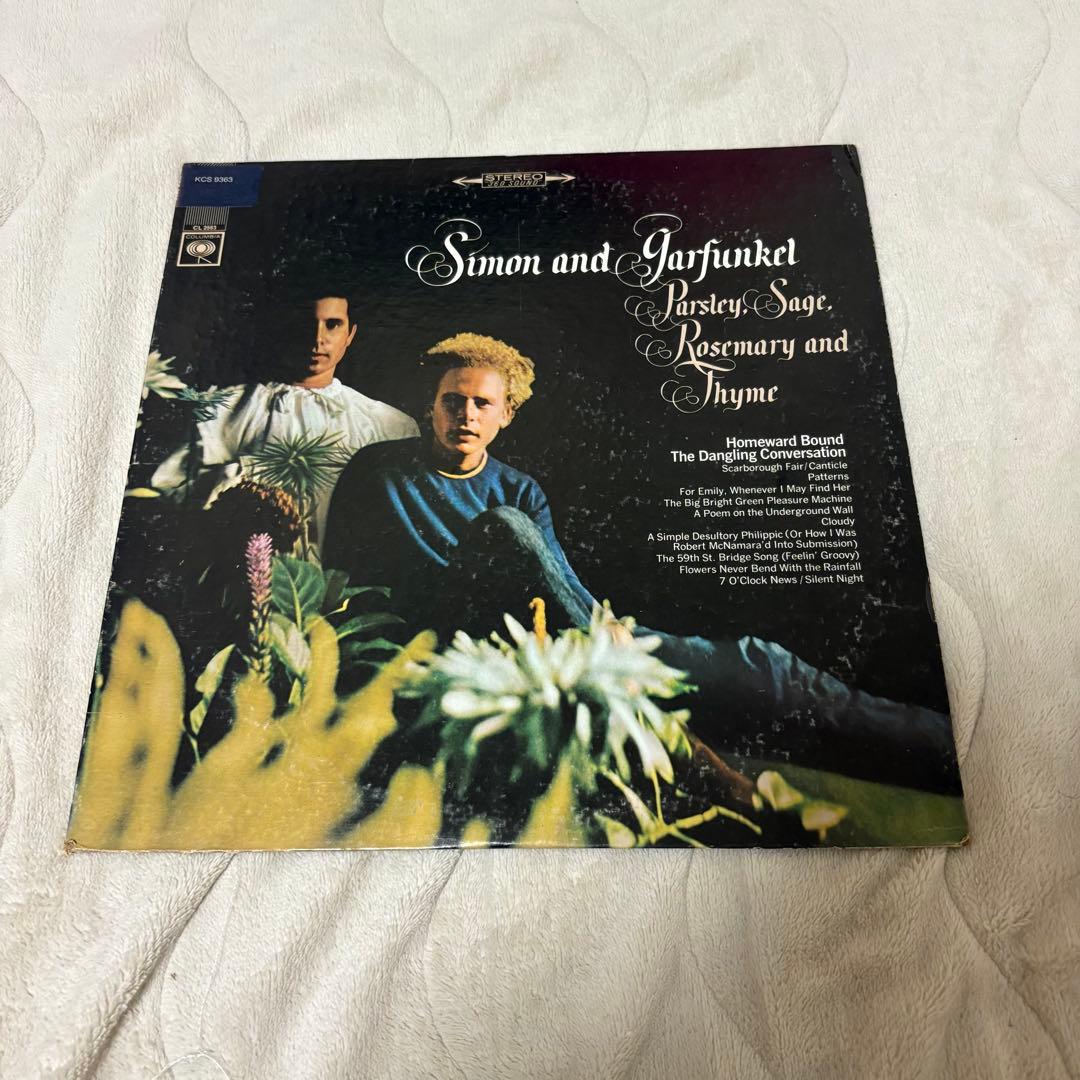 KCS 9363
STEREO
360 SOUND
CL 2563
COLUMBIA
Simon and Garfunkel
Parsley, Sage,
Rosemary and
Thyme
Homeward Bound
The Dangling Conversation
Scarborough Fair/Canticle
Patterns
For Emily, Whenever I May Find Her
The Big Bright Green Pleasure Machine
A Poem on the Underground Wall
Cloudy
A Simple Desultory Philippic (Or How I Was
Robert McNamara'd Into Submission)
The 59th St. Bridge Song (Feelin' Groovy)
Flowers Never Bend With the Rainfall
7 O'Clock News/Silent Night